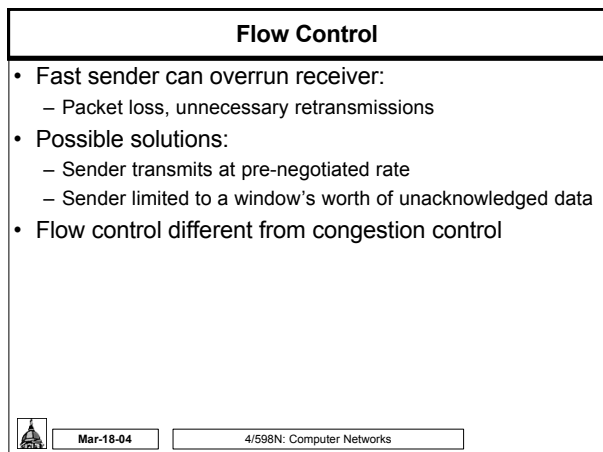 Flow Control
• Fast sender can overrun receiver:
– Packet loss, unnecessary retransmissions
• Possible solutions:
– Sender transmits at pre-negotiated rate
– Sender limited to a window's worth of unacknowledged data
• Flow control different from congestion control
Mar-18-04
4/598N: Computer Networks